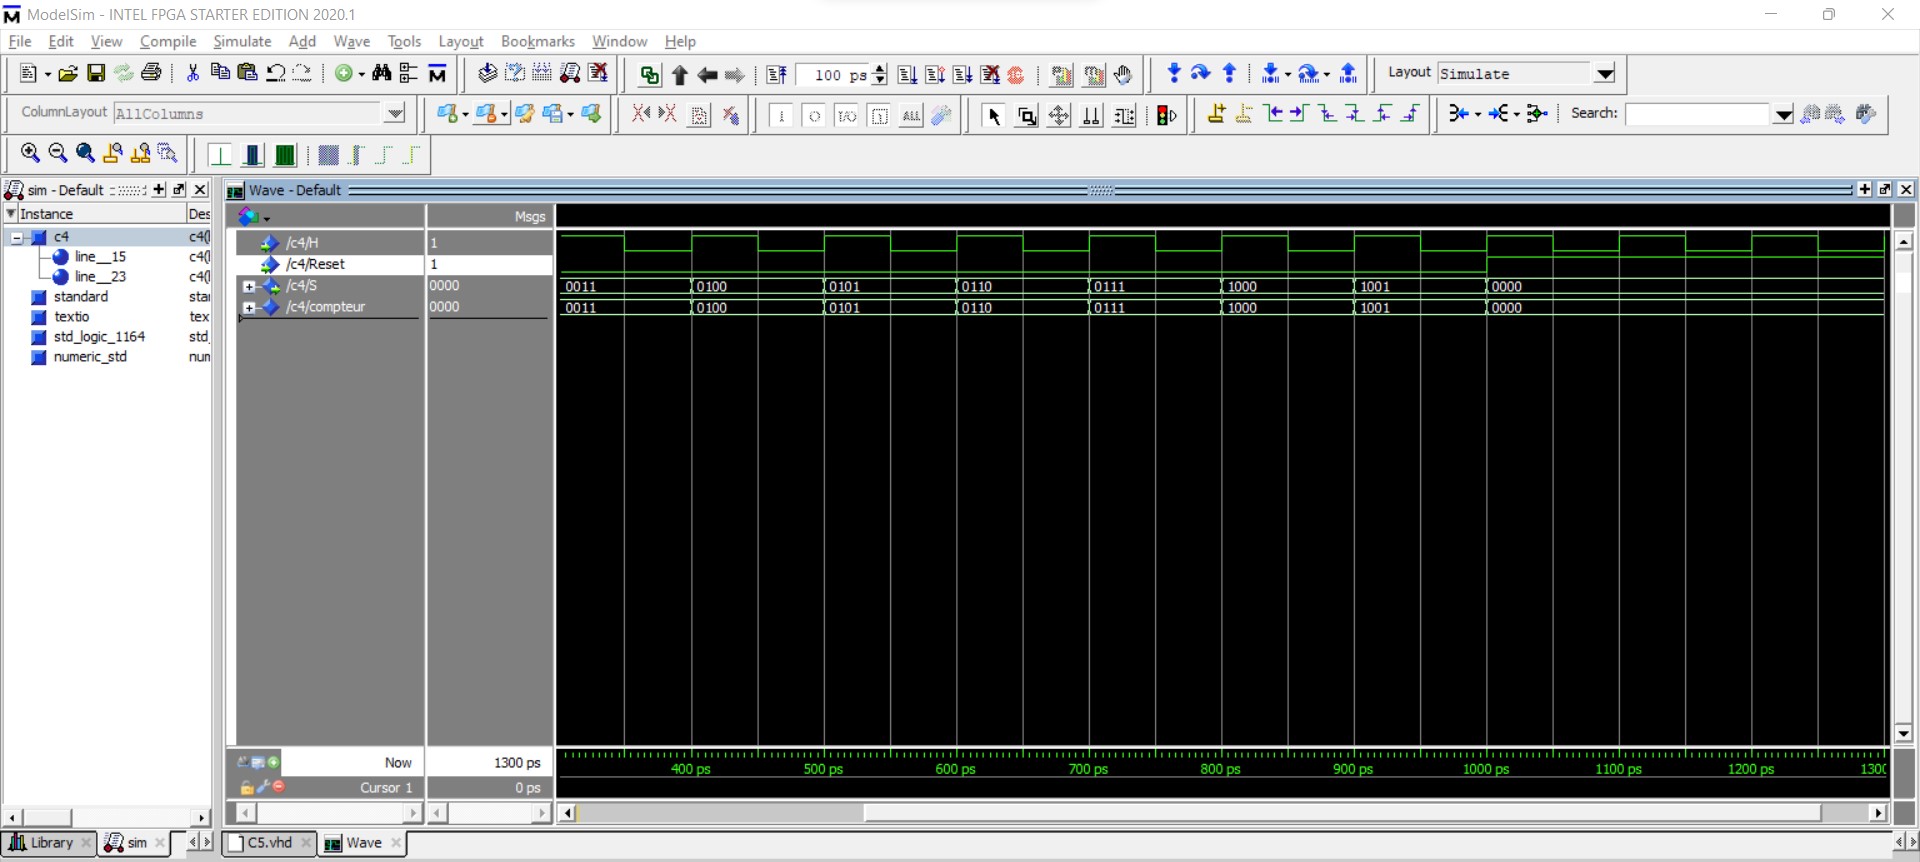 ModelSim - INTEL FPGA STARTER EDITION 2020.1
File Edit View Compile Simulate Add Wave Tools Layout Bookmarks Window Help
100 ps
Layout Simulate
ColumnLayout AllColumns
I O I/O ALL
Search:
sim - Default
Wave - Default
Instance Des
Msgs
c4 c4(
line__15 c4(
line__23 c4(
standard sta
textio tex
std_logic_1164 std_
numeric_std num
/c4/H 1
/c4/Reset 1
/c4/S 0000 0011 0100 0101 0110 0111 1000 1001 0000
/c4/compteur 0000 0011 0100 0101 0110 0111 1000 1001 0000
Now 1300 ps
400 ps 500 ps 600 ps 700 ps 800 ps 900 ps 1000 ps 1100 ps 1200 ps 1300
Cursor 1 0 ps
Library sim C5.vhd Wave